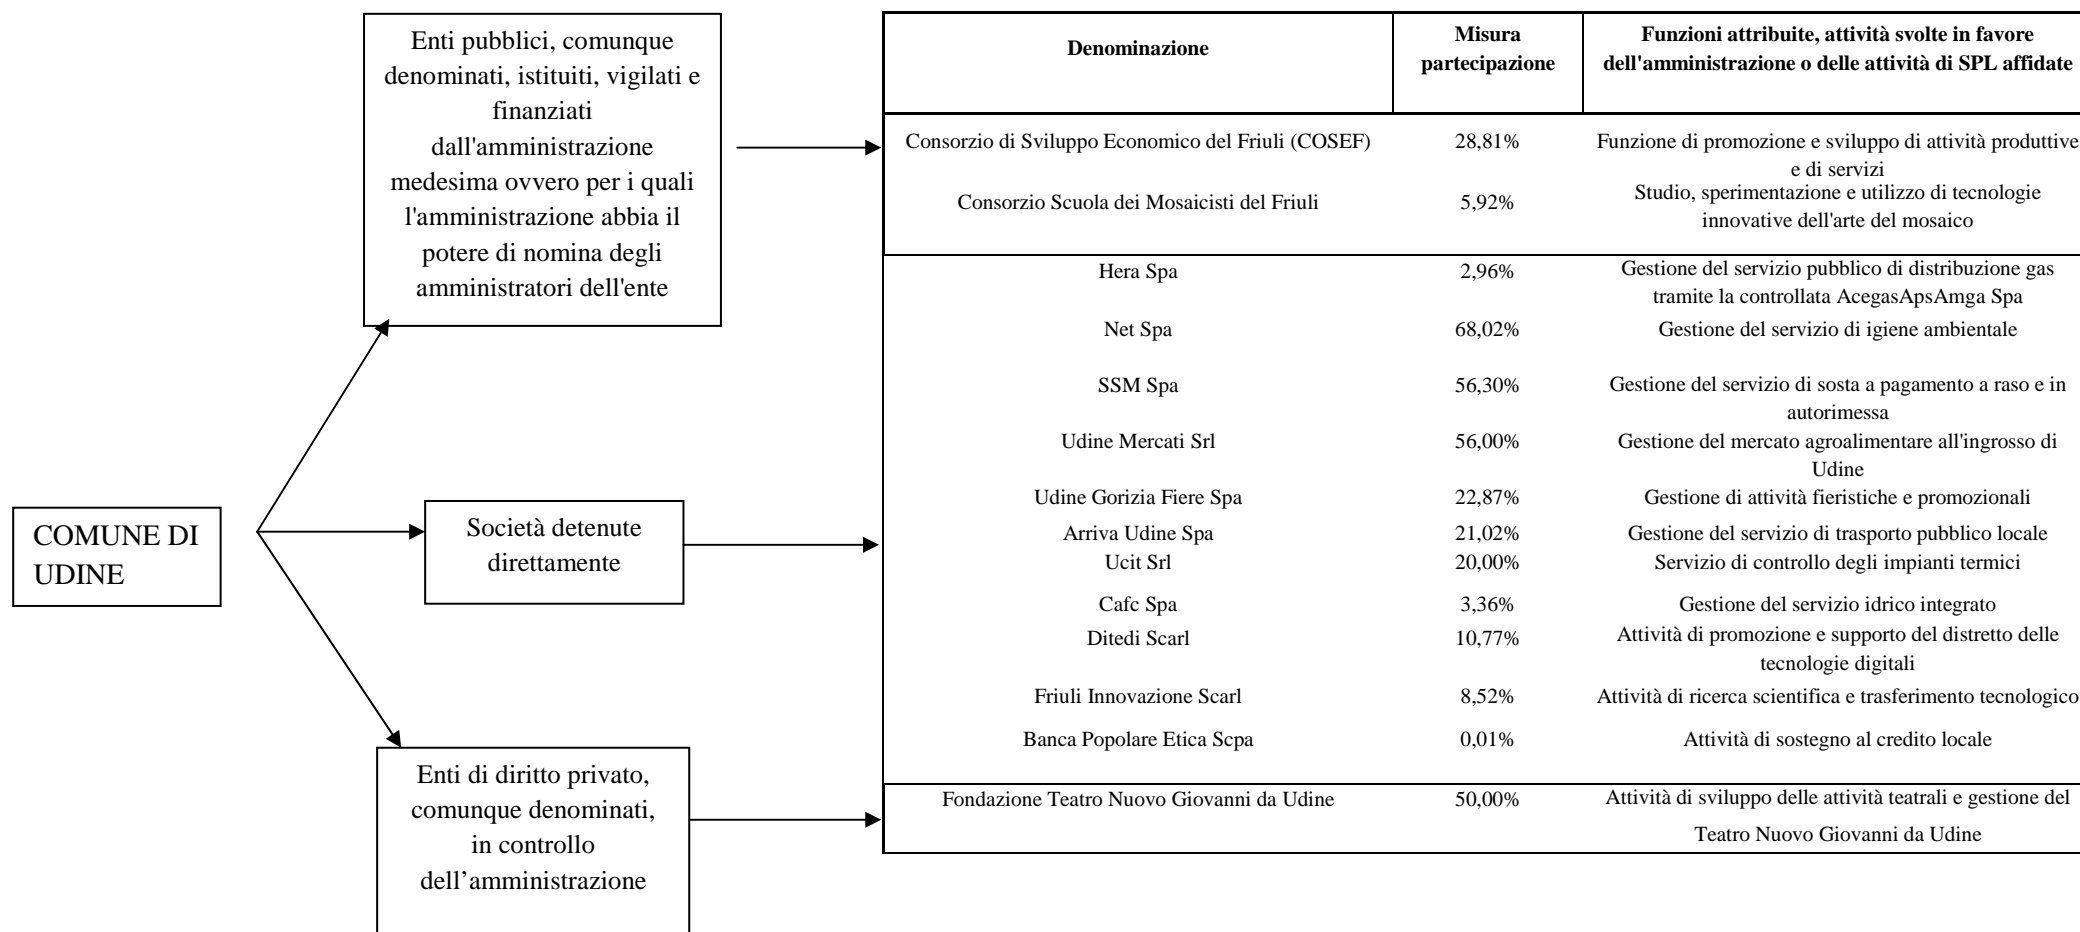 COMUNE DI
UDINE
Enti pubblici, comunque
denominati, istituiti, vigilati e
finanziati
dall'amministrazione
medesima ovvero per i quali
l'amministrazione abbia il
potere di nomina degli
amministratori dell'ente
Società detenute
direttamente
Enti di diritto privato,
comunque denominati,
in controllo
dell’amministrazione
Denominazione
Misura
partecipazione
Funzioni attribuite, attività svolte in favore
dell'amministrazione o delle attività di SPL affidate
Consorzio di Sviluppo Economico del Friuli (COSEF)
28,81%
Funzione di promozione e sviluppo di attività produttive
e di servizi
Consorzio Scuola dei Mosaicisti del Friuli
5,92%
Studio, sperimentazione e utilizzo di tecnologie
innovative dell'arte del mosaico
Hera Spa
2,96%
Gestione del servizio pubblico di distribuzione gas
tramite la controllata AcegasApsAmga Spa
Net Spa
68,02%
Gestione del servizio di igiene ambientale
SSM Spa
56,30%
Gestione del servizio di sosta a pagamento a raso e in
autorimessa
Udine Mercati Srl
56,00%
Gestione del mercato agroalimentare all'ingrosso di
Udine
Udine Gorizia Fiere Spa
22,87%
Gestione di attività fieristiche e promozionali
Arriva Udine Spa
21,02%
Gestione del servizio di trasporto pubblico locale
Ucit Srl
20,00%
Servizio di controllo degli impianti termici
Cafc Spa
3,36%
Gestione del servizio idrico integrato
Ditedi Scarl
10,77%
Attività di promozione e supporto del distretto delle
tecnologie digitali
Friuli Innovazione Scarl
8,52%
Attività di ricerca scientifica e trasferimento tecnologico
Banca Popolare Etica Scpa
0,01%
Attività di sostegno al credito locale
Fondazione Teatro Nuovo Giovanni da Udine
50,00%
Attività di sviluppo delle attività teatrali e gestione del
Teatro Nuovo Giovanni da Udine